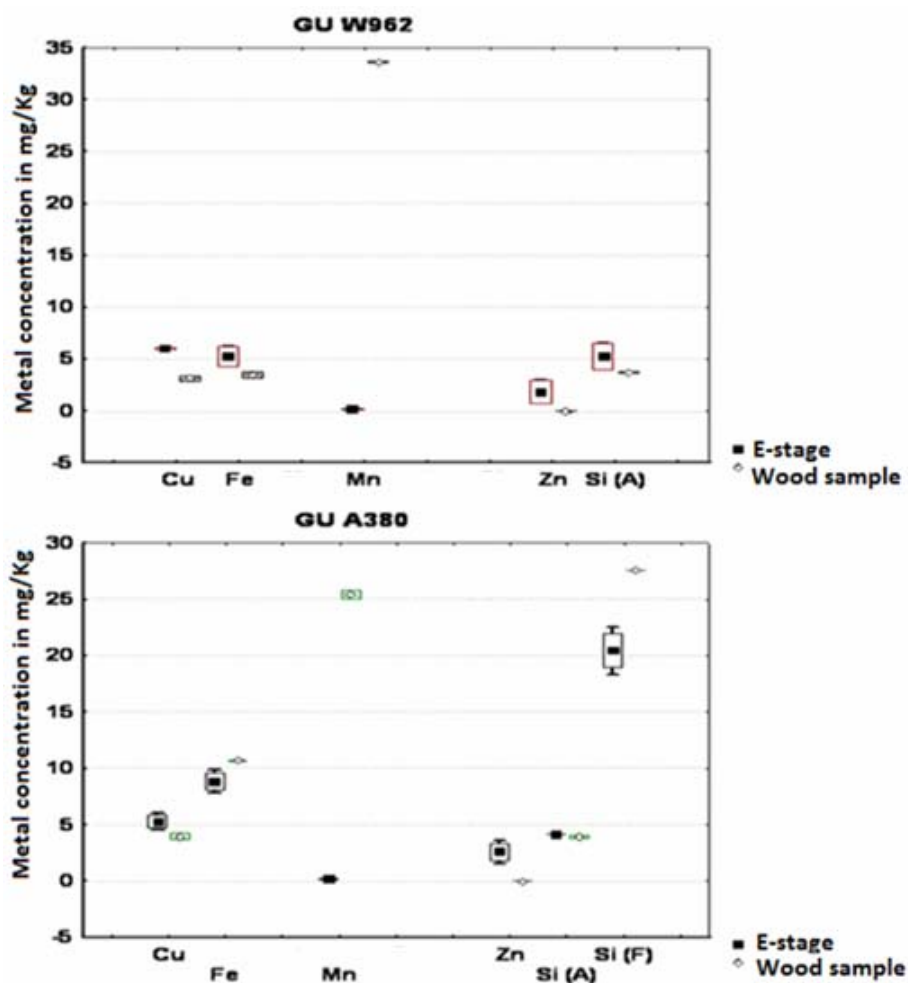 GU W962
Metal concentration in mg/Kg
35
30
25
20
15
10
5
0
-5
Cu Fe Mn Zn Si (A)
E-stage
Wood sample
GU A380
Metal concentration in mg/Kg
30
25
20
15
10
5
0
-5
Cu Zn Si (F)
Fe Mn Si (A)
E-stage
Wood sample